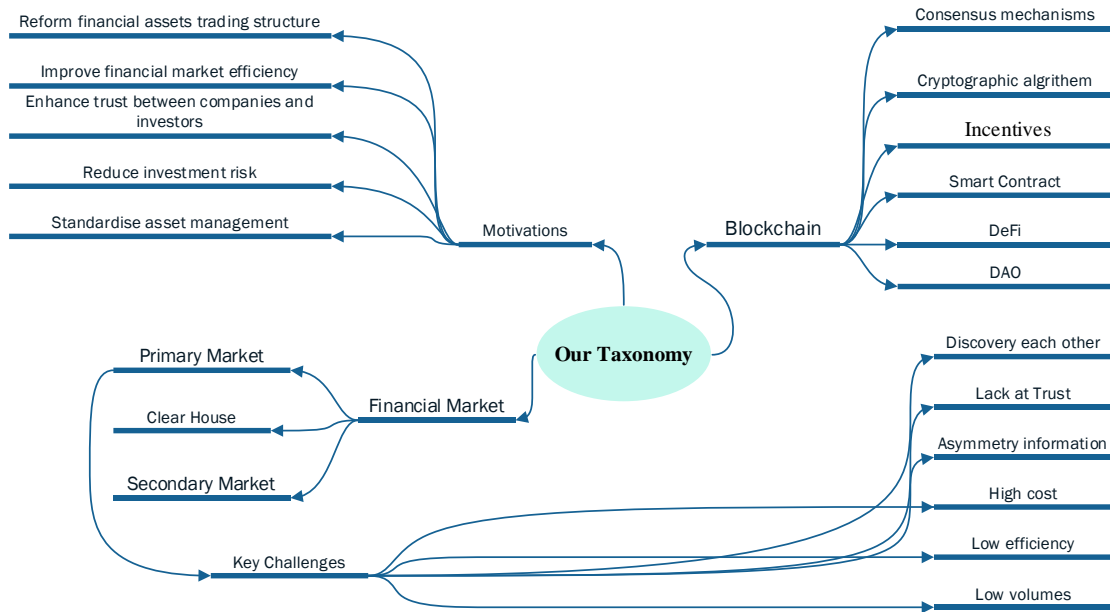 Reform financial assets trading structure
Improve financial market efficiency
Enhance trust between companies and
investors
Reduce investment risk
Standardise asset management
Motivations
Blockchain
Consensus mechanisms
Cryptographic algrithem
Incentives
Smart Contract
DeFi
DAO
Our Taxonomy
Primary Market
Clear House
Secondary Market
Financial Market
Key Challenges
Discovery each other
Lack at Trust
Asymmetry information
High cost
Low efficiency
Low volumes